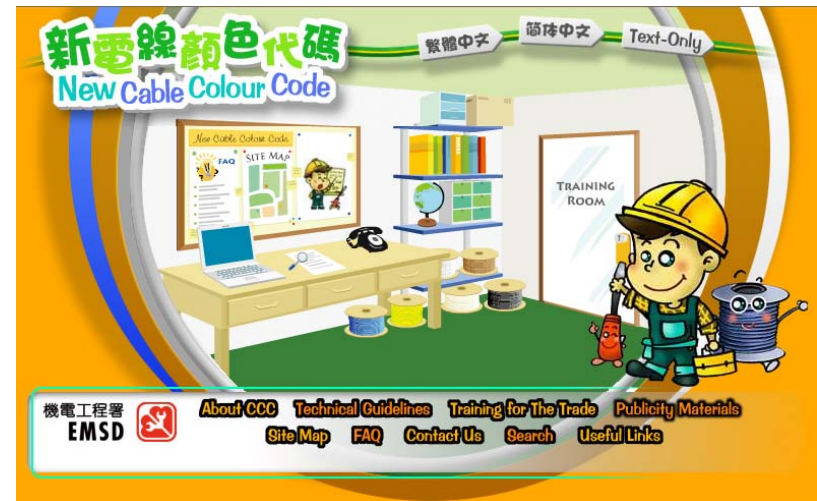 新電線顏色代碼
New Cable Colour Code
繁體中文
简体中文
Text-Only
New Cable Colour Code
FAQ
SITE MAP
TRAINING
ROOM
機電工程署
EMSD
About CCC Technical Guidelines Training for The Trade Publicity Materials
Site Map FAQ Contact Us Search Useful Links